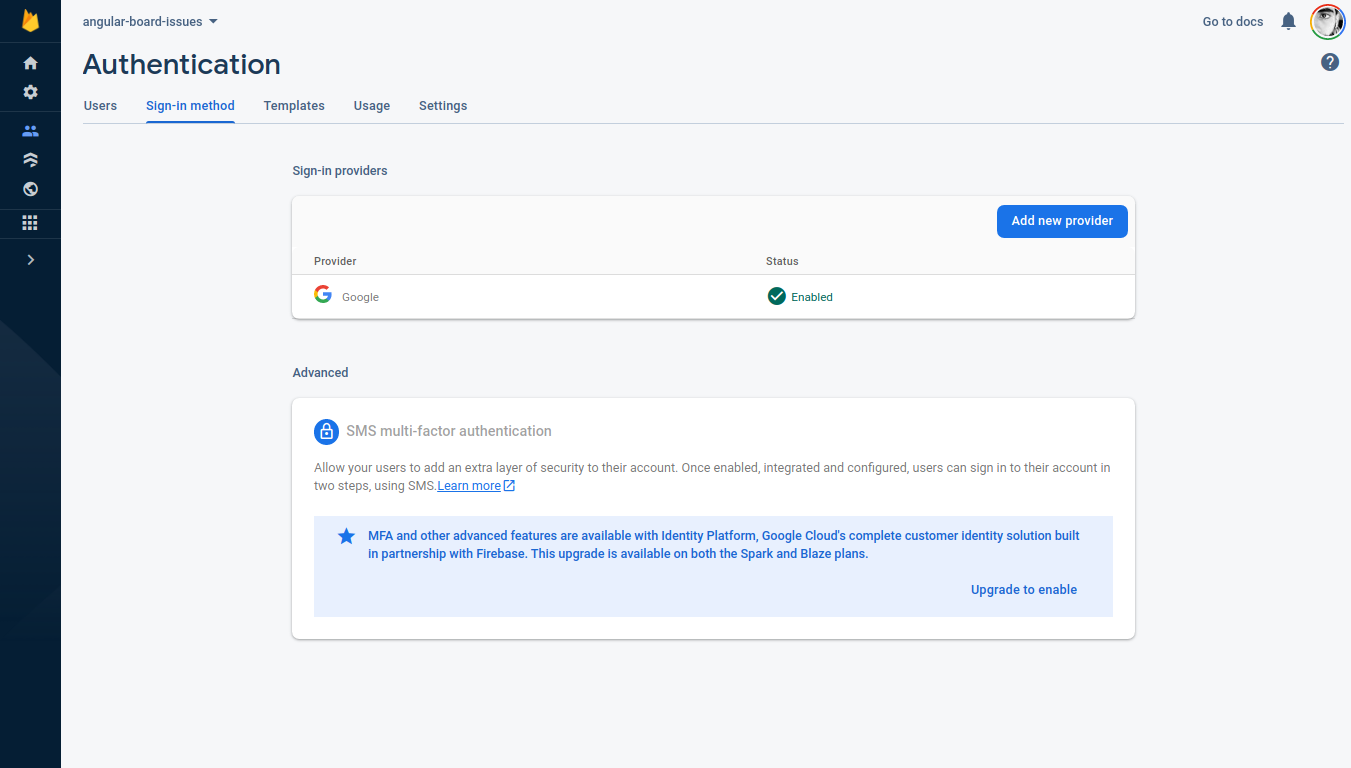 angular-board-issues
Go to docs
Authentication
Users Sign-in method Templates Usage Settings
Sign-in providers
Add new provider
Provider Status
Google Enabled
Advanced
SMS multi-factor authentication
Allow your users to add an extra layer of security to their account. Once enabled, integrated and configured, users can sign in to their account in
two steps, using SMS.Learn more
MFA and other advanced features are available with Identity Platform, Google Cloud's complete customer identity solution built
in partnership with Firebase. This upgrade is available on both the Spark and Blaze plans.
Upgrade to enable